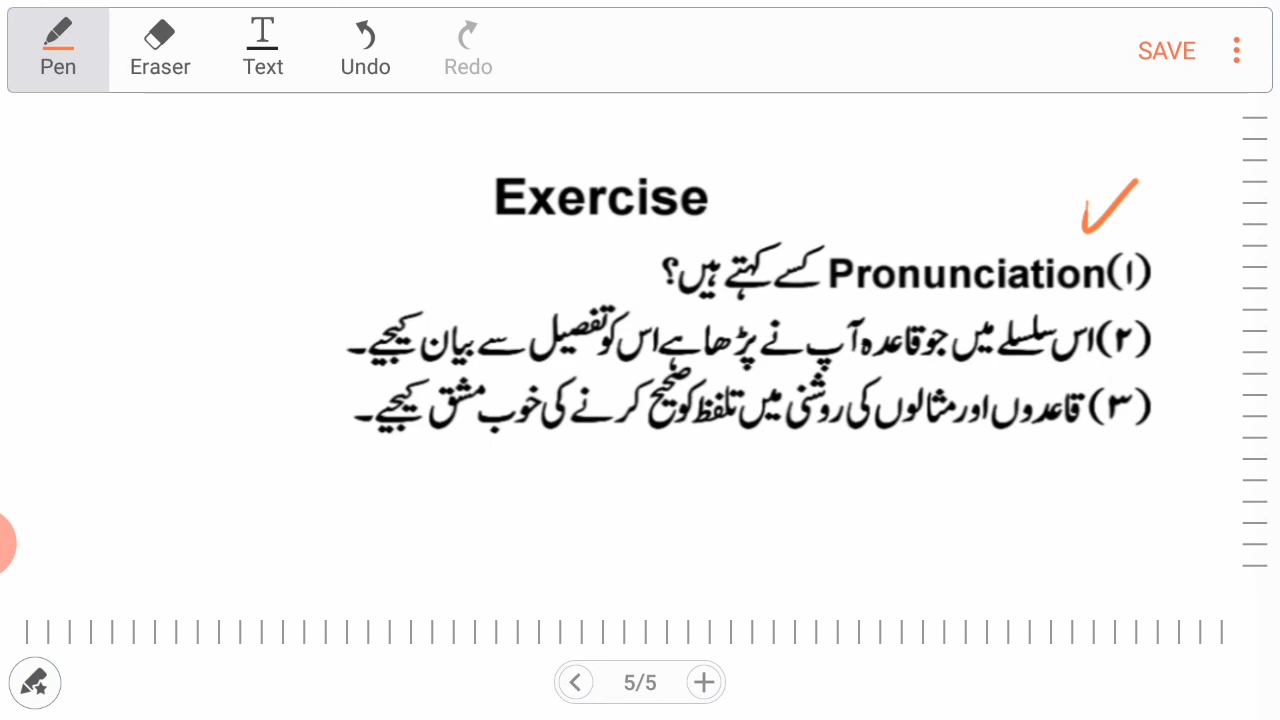 Pen
Eraser
Text
Undo
Redo
SAVE
Exercise
(۱) Pronunciation کسے کہتے ہیں؟
(۲) اس سلسلے میں جو قاعدہ آپ نے پڑھا ہے اس کو تفصیل سے بیان کیجیے۔
(۳) قاعدوں اور مثالوں کی روشنی میں تلفظ کو صحیح کرنے کی خوب مشق کیجیے۔
5/5